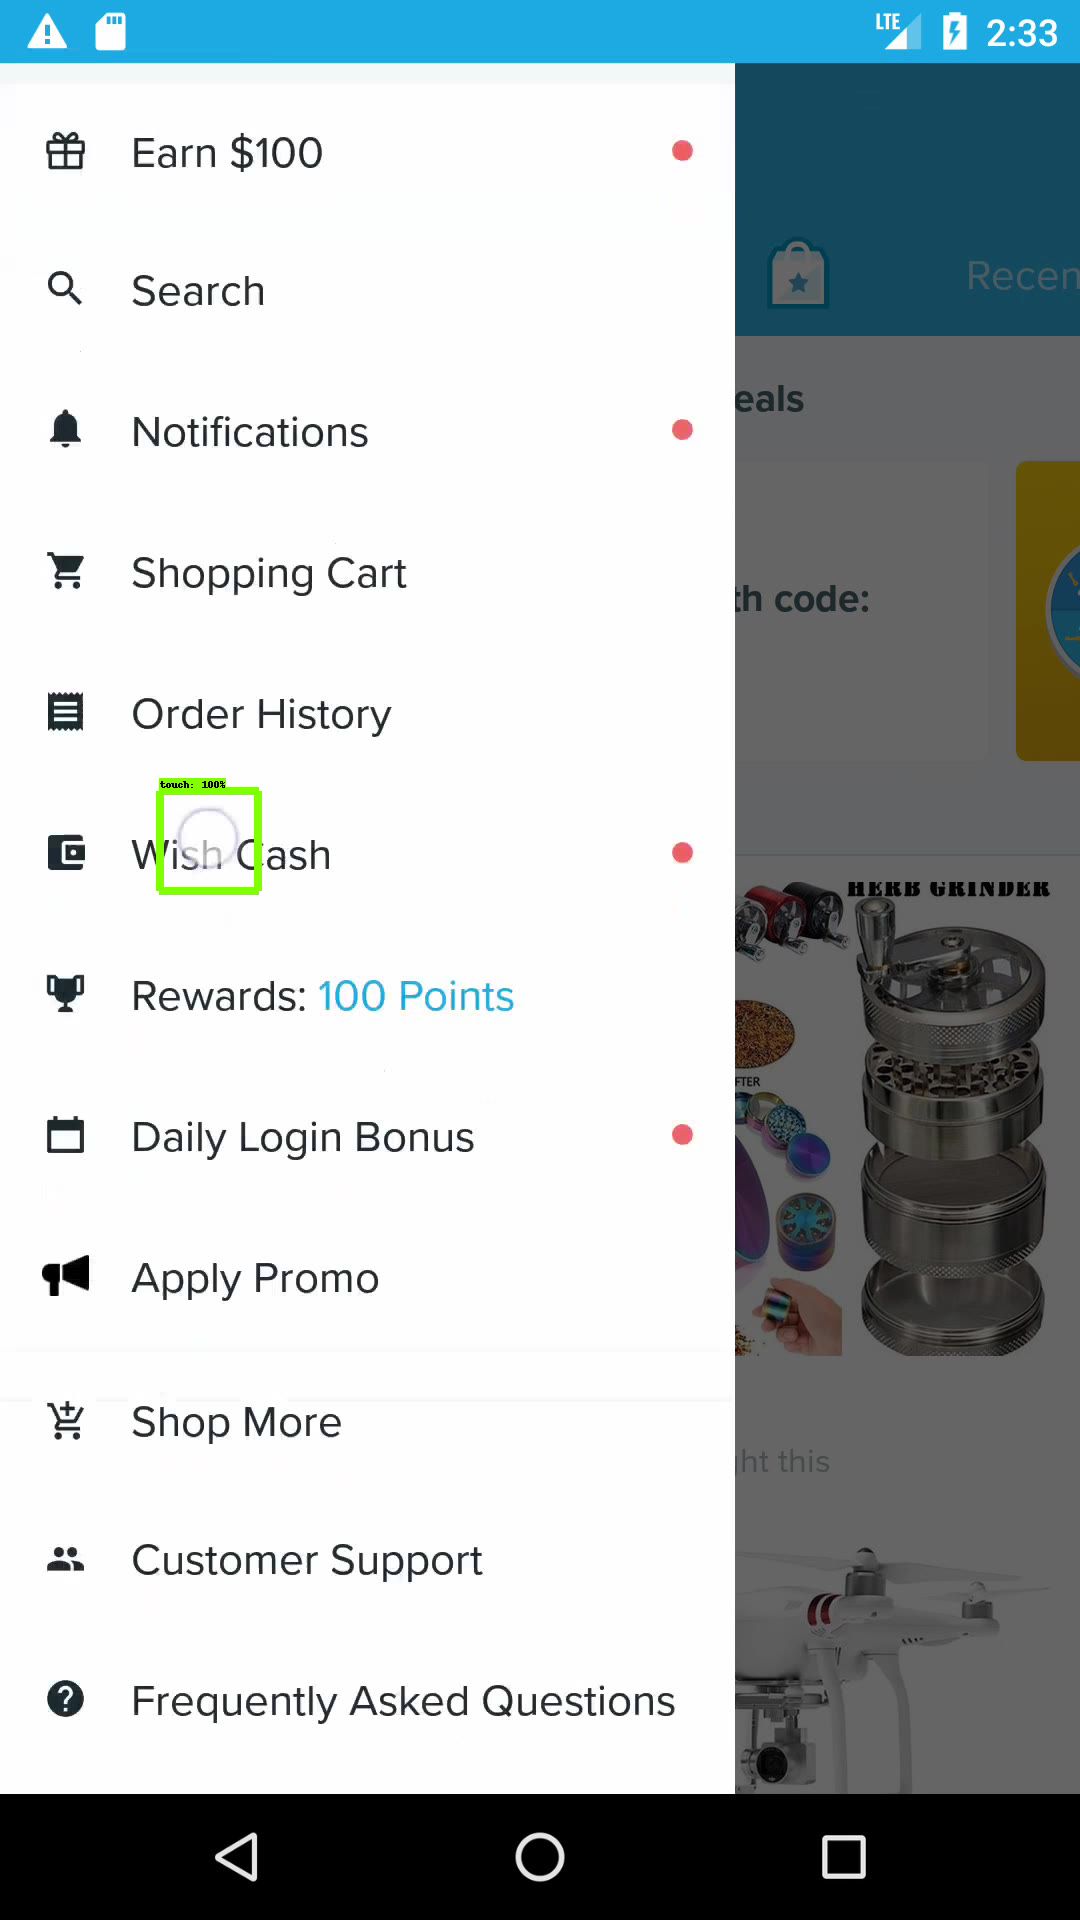 LTE 2:33
Earn $100
Search
Recen
eals
Notifications
Shopping Cart
th code:
Order History
touch: 100%
Wish Cash
HERB GRINDER
Rewards: 100 Points
FTER
Daily Login Bonus
Apply Promo
Shop More
ght this
Customer Support
Frequently Asked Questions